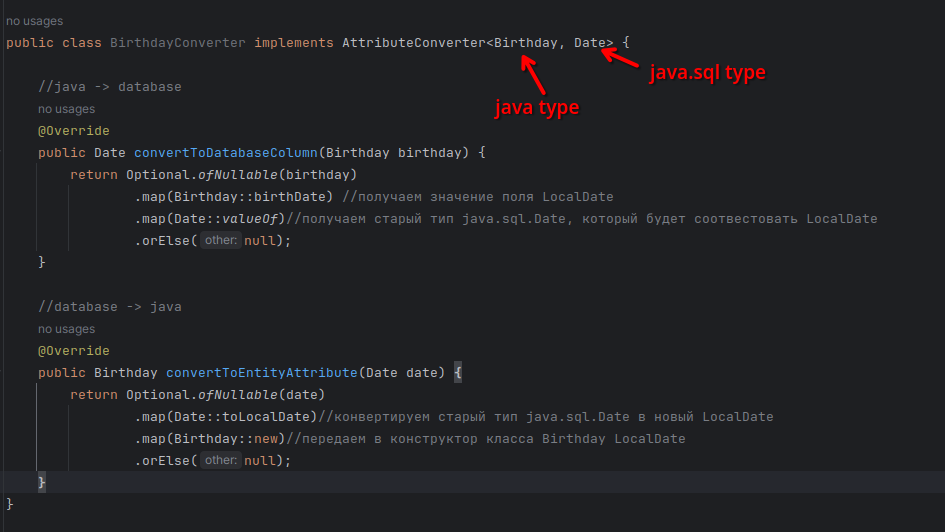 no usages
public class BirthdayConverter implements AttributeConverter<Birthday, Date> {
java.sql type
java type
//java -> database
no usages
@Override
public Date convertToDatabaseColumn(Birthday birthday) {
return Optional.ofNullable(birthday)
.map(Birthday::birthDate) //получаем значение поля LocalDate
.map(Date::valueOf)//получаем старый тип java.sql.Date, который будет соотвестовать LocalDate
.orElse( other: null);
}
//database -> java
no usages
@Override
public Birthday convertToEntityAttribute(Date date) {
return Optional.ofNullable(date)
.map(Date::toLocalDate)//конвертируем старый тип java.sql.Date в новый LocalDate
.map(Birthday::new)//передаем в конструктор класса Birthday LocalDate
.orElse( other: null);
}
}